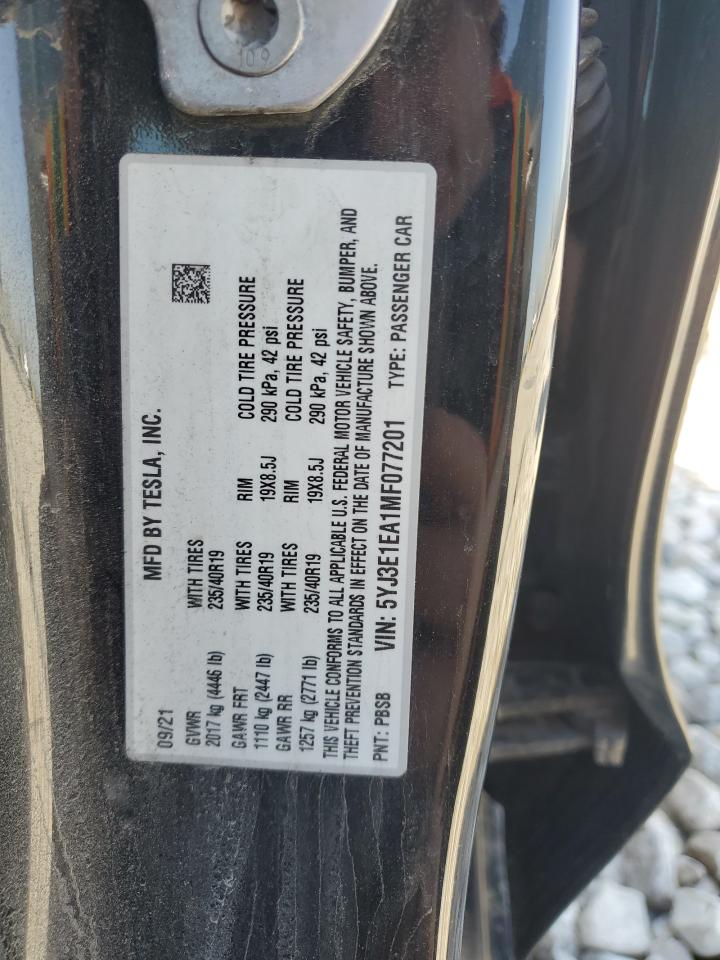 MFD BY TESLA, INC.
09/21
GVWR WITH TIRES
2017 kg (4446 lb) 235/40R19
GAWR FRT WITH TIRES RIM COLD TIRE PRESSURE
1110 kg (2447 lb) 235/40R19 19X8.5J 290 kPa, 42 psi
GAWR RR WITH TIRES RIM COLD TIRE PRESSURE
1257 kg (2771 lb) 235/40R19 19X8.5J 290 kPa, 42 psi
THIS VEHICLE CONFORMS TO ALL APPLICABLE U.S. FEDERAL MOTOR VEHICLE SAFETY, BUMPER, AND
THEFT PREVENTION STANDARDS IN EFFECT ON THE DATE OF MANUFACTURE SHOWN ABOVE.
PNT: PBSB VIN: 5YJ3E1EA1MF077201 TYPE: PASSENGER CAR